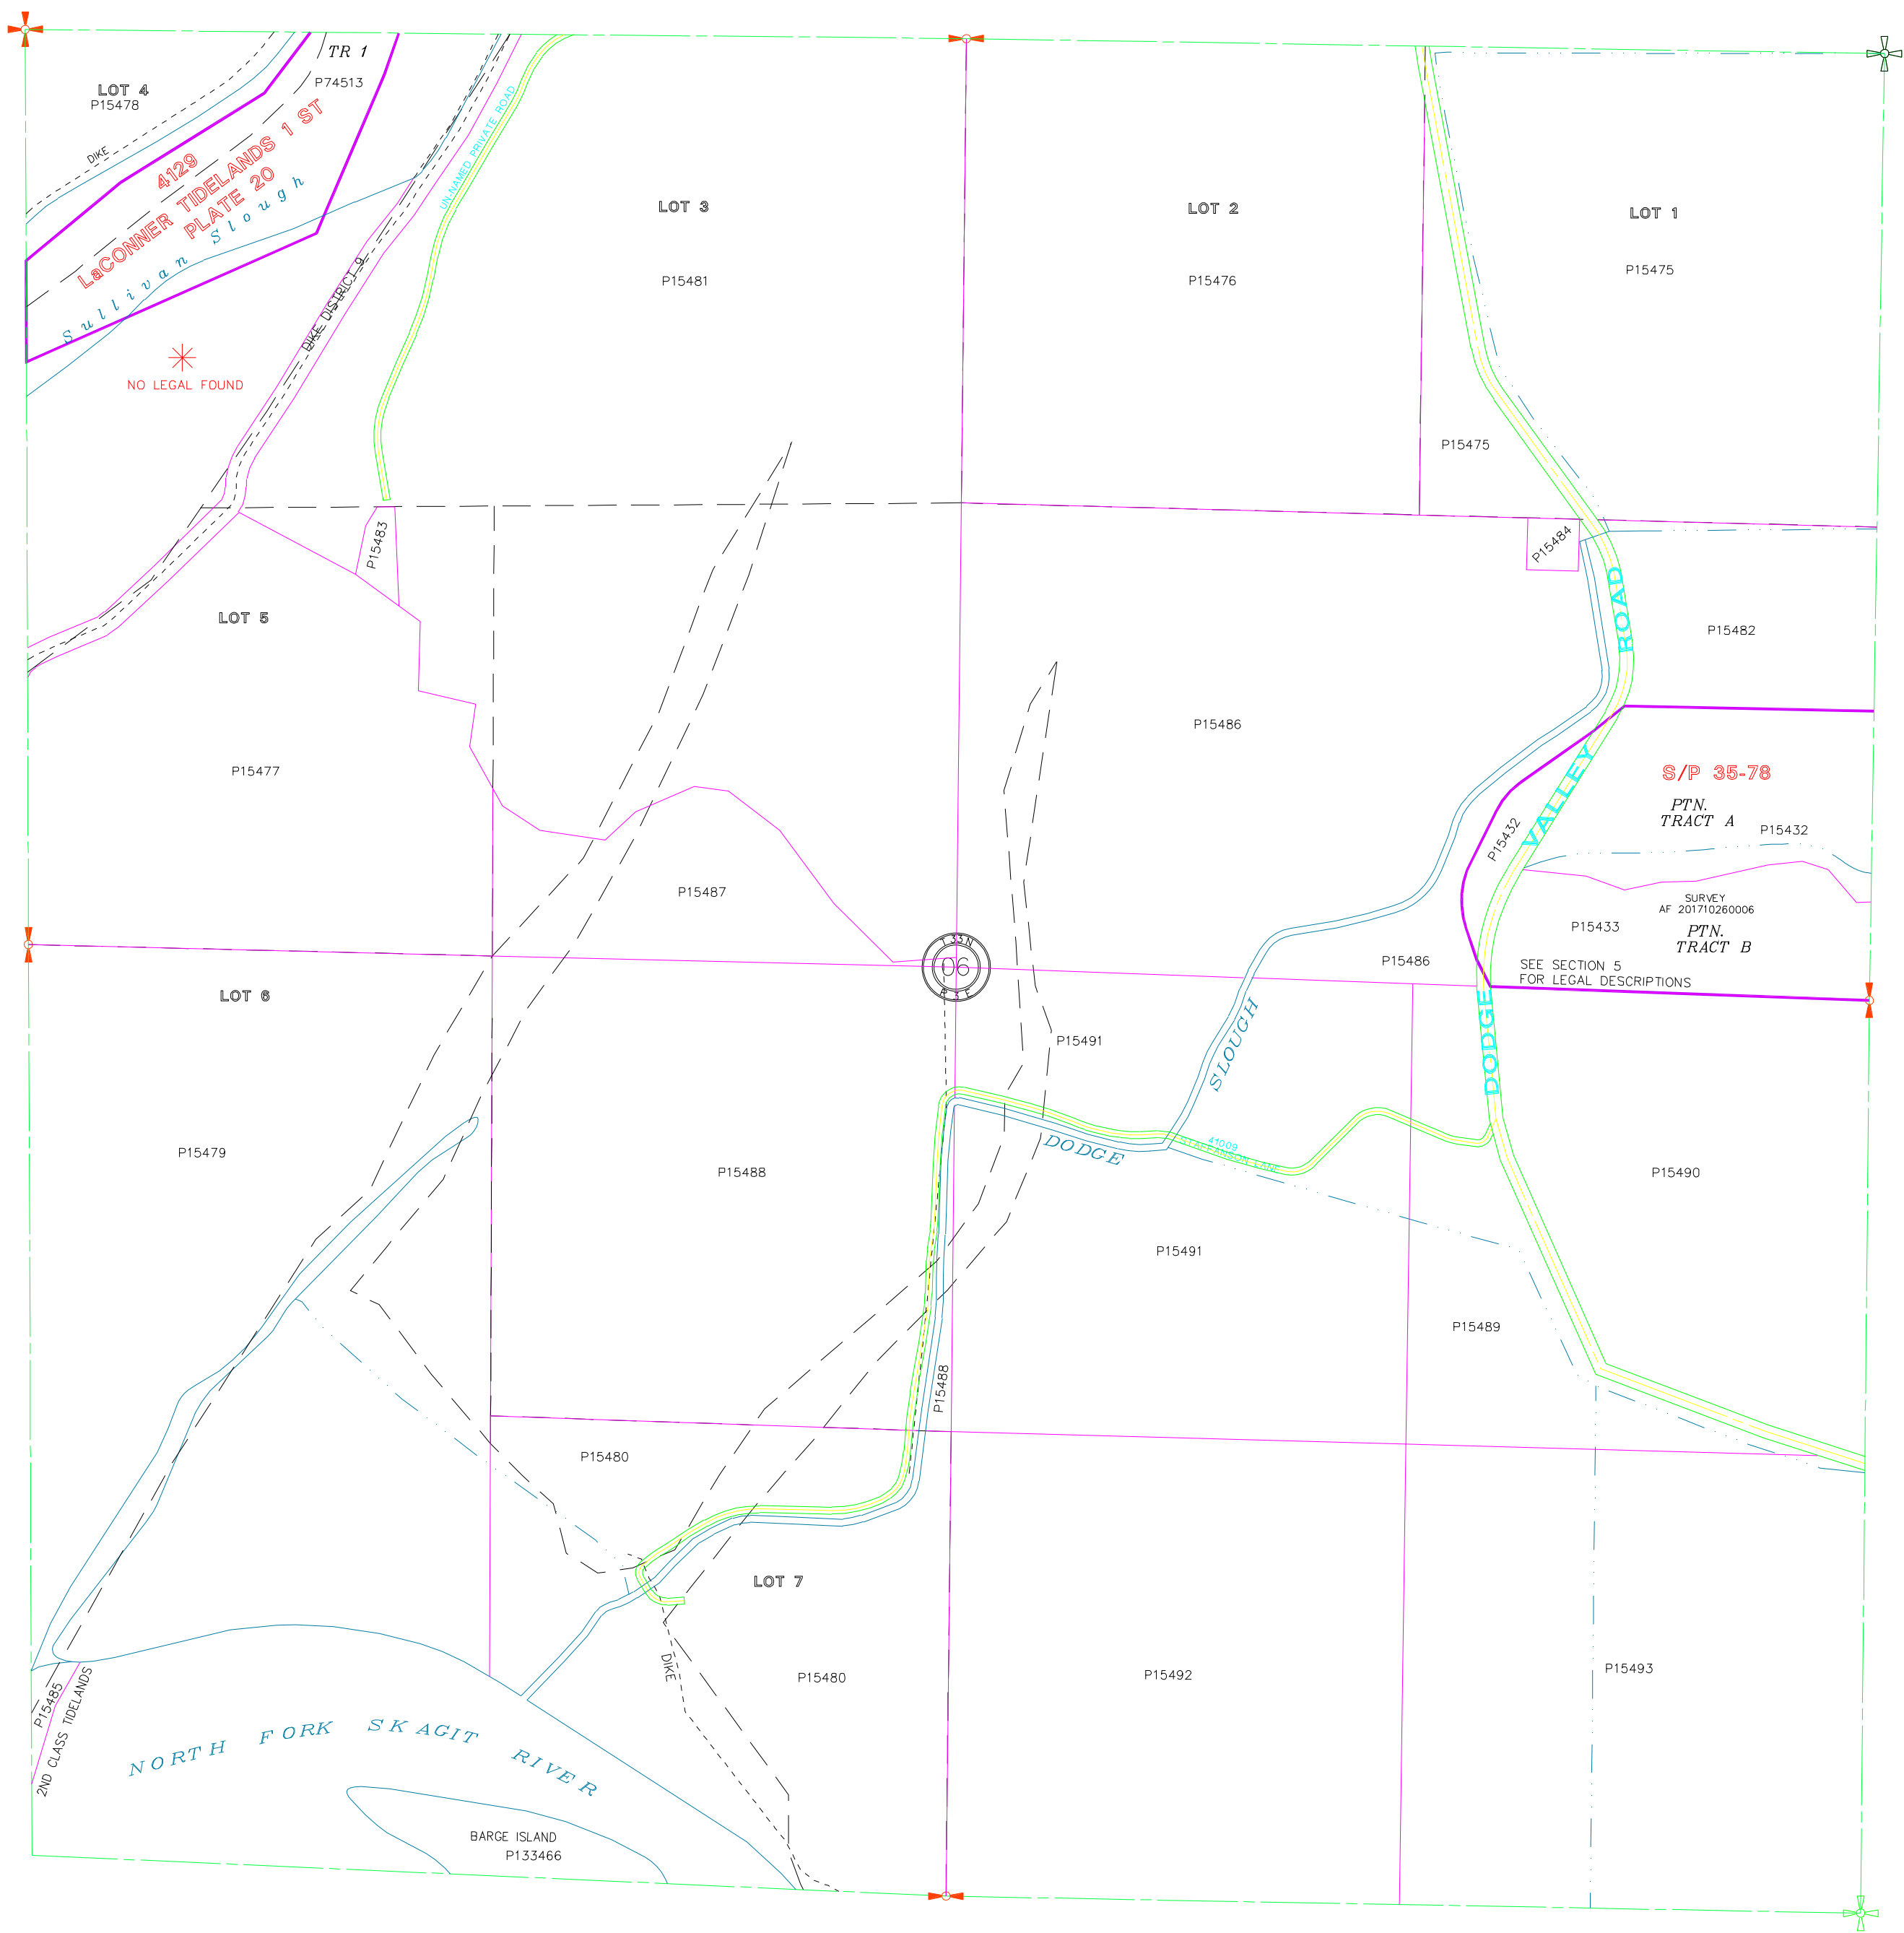 TR 1
P74513
LOT 4
P15478
DIKE
4129
LaCONNER TIDELANDS 1 ST
PLATE 20
Sullivan Slough
UN-NAMED PRIVATE ROAD
DIKE DISTRICT 9
NO LEGAL FOUND
LOT 3
P15481
LOT 2
P15476
LOT 1
P15475
P15475
P15483
P15484
LOT 5
P15477
P15482
ROAD
P15486
VALLEY
S/P 35-78
PTN.
TRACT A
P15432
P15432
P15487
SURVEY
AF 201710260006
P15433
PTN.
TRACT B
T 33N
06
R 3 E
P15486
SEE SECTION 5
FOR LEGAL DESCRIPTIONS
LOT 6
DODGE
P15491
SLOUGH
DODGE
41009
STAFFANSON LANE
P15479
P15488
P15490
P15491
P15489
P15488
P15480
LOT 7
DIKE
P15480
P15492
P15493
P15485
2ND CLASS TIDELANDS
NORTH FORK SKAGIT RIVER
BARGE ISLAND
P133466